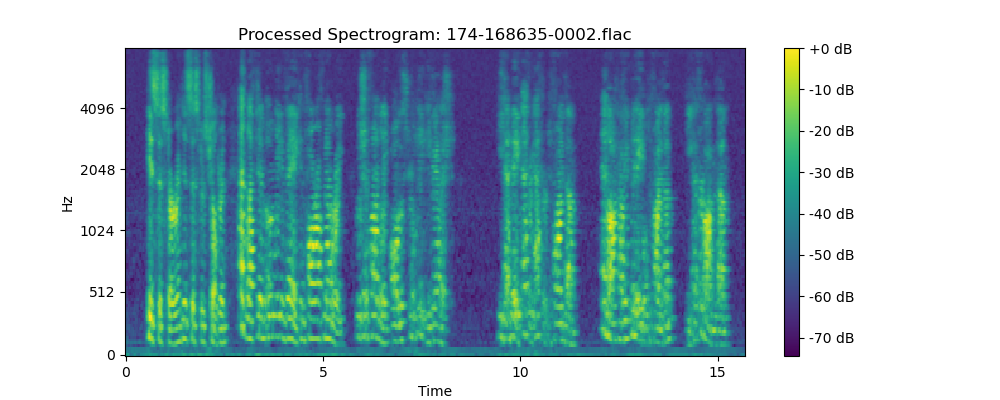 Processed Spectrogram: 174-168635-0002.flac
Hz
4096
2048
1024
512
0
0 5 10 15
Time
+0 dB
-10 dB
-20 dB
-30 dB
-40 dB
-50 dB
-60 dB
-70 dB